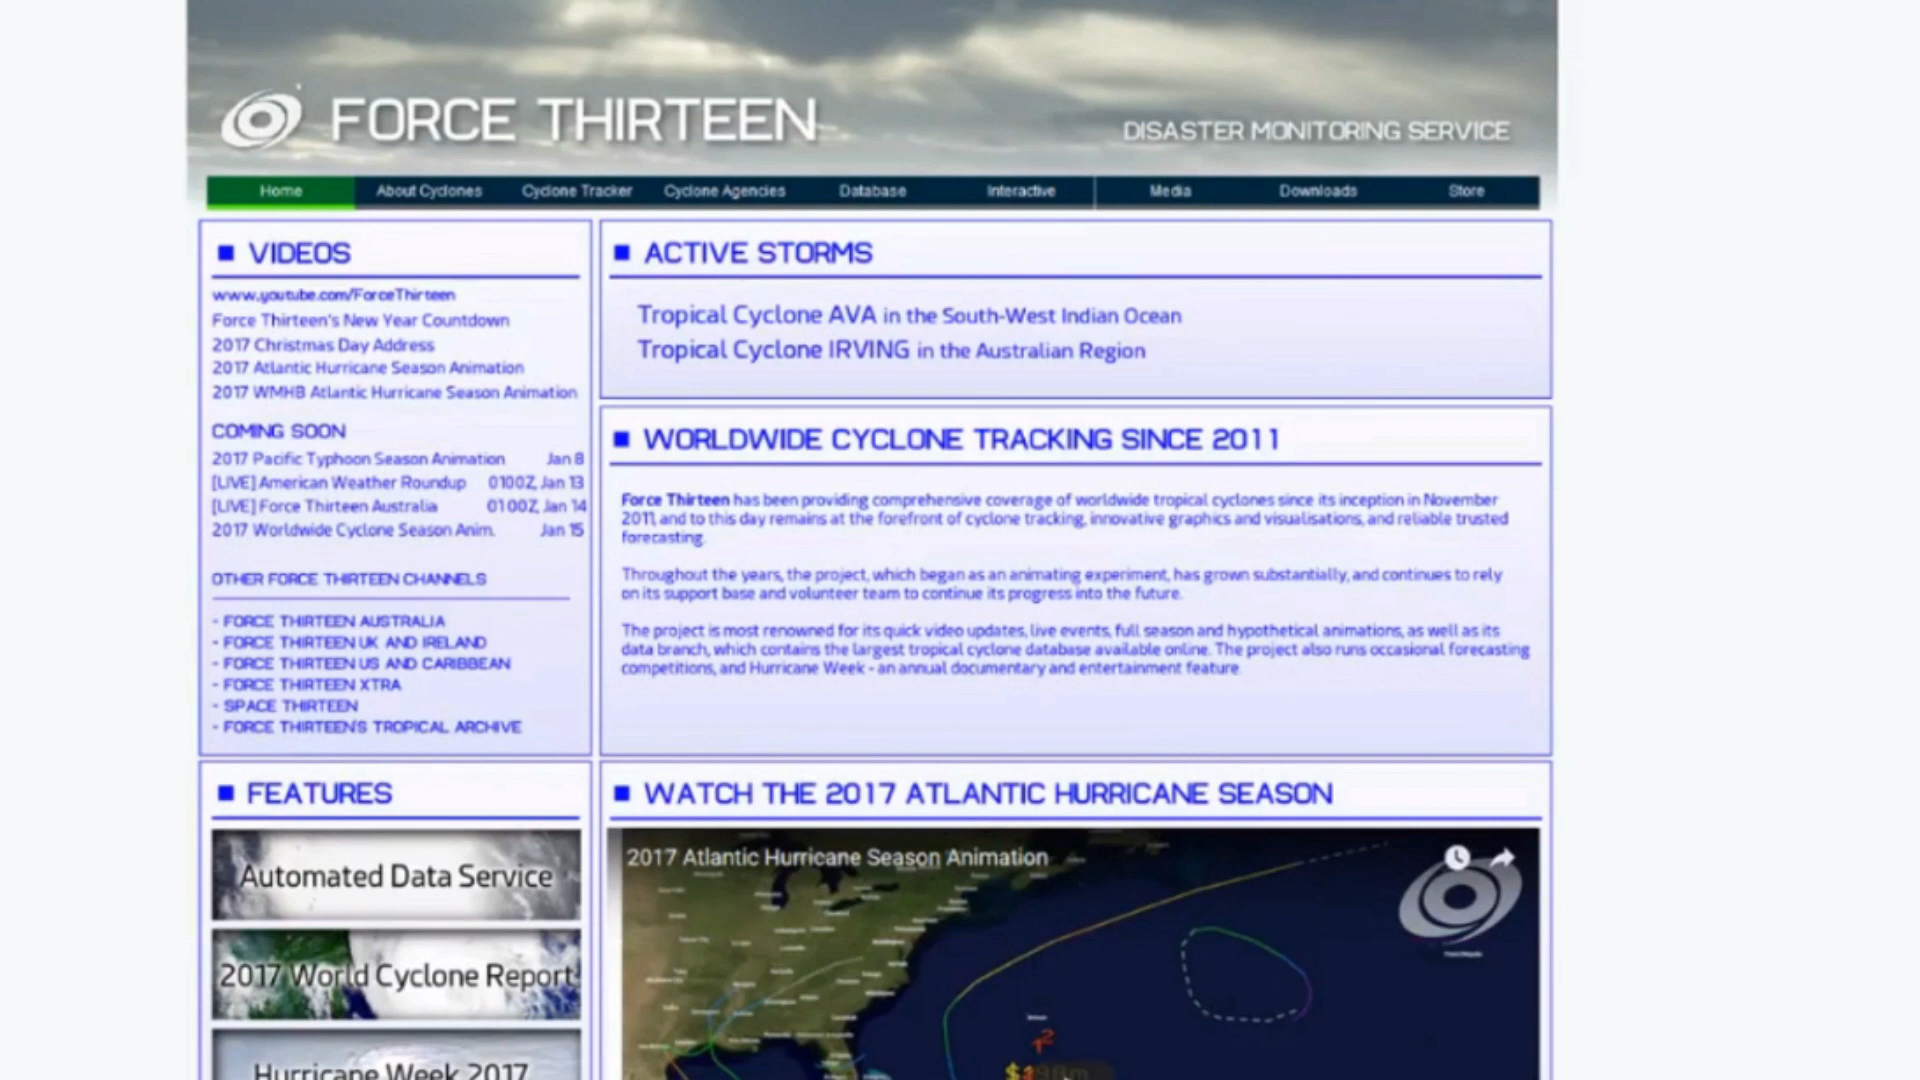 FORCE THIRTEEN
DISASTER MONITORING SERVICE
Home
About Cyclones
Cyclone Tracker
Cyclone Agencies
Database
Interactive
Media
Downloads
Store
VIDEOS
www.youtube.com/ForceThirteen
Force Thirteen's New Year Countdown
2017 Christmas Day Address
2017 Atlantic Hurricane Season Animation
2017 WMHB Atlantic Hurricane Season Animation
COMING SOON
2017 Pacific Typhoon Season Animation Jan 8
[LIVE] American Weather Roundup 0100Z, Jan 13
[LIVE] Force Thirteen Australia 0100Z, Jan 14
2017 Worldwide Cyclone Season Anim. Jan 15
OTHER FORCE THIRTEEN CHANNELS
- FORCE THIRTEEN AUSTRALIA
- FORCE THIRTEEN UK AND IRELAND
- FORCE THIRTEEN US AND CARIBBEAN
- FORCE THIRTEEN XTRA
- SPACE THIRTEEN
- FORCE THIRTEEN'S TROPICAL ARCHIVE
ACTIVE STORMS
Tropical Cyclone AVA in the South-West Indian Ocean
Tropical Cyclone IRVING in the Australian Region
WORLDWIDE CYCLONE TRACKING SINCE 2011
Force Thirteen has been providing comprehensive coverage of worldwide tropical cyclones since its inception in November
2011, and to this day remains at the forefront of cyclone tracking, innovative graphics and visualisations, and reliable trusted
forecasting.
Throughout the years, the project, which began as an animating experiment, has grown substantially, and continues to rely
on its support base and volunteer team to continue its progress into the future.
The project is most renowned for its quick video updates, live events, full season and hypothetical animations, as well as its
data branch, which contains the largest tropical cyclone database available online. The project also runs occasional forecasting
competitions, and Hurricane Week - an annual documentary and entertainment feature.
FEATURES
Automated Data Service
2017 World Cyclone Report
Hurricane Week 2017
WATCH THE 2017 ATLANTIC HURRICANE SEASON
2017 Atlantic Hurricane Season Animation